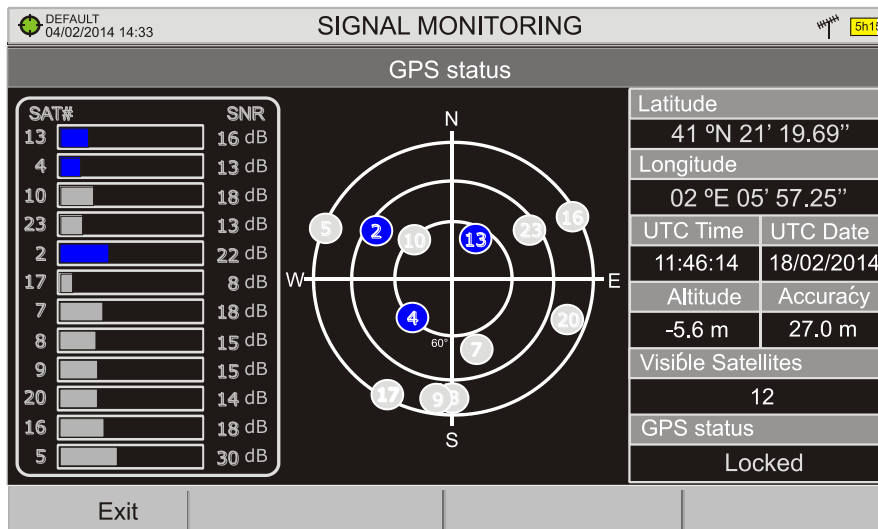 DEFAULT
04/02/2014 14:33
SIGNAL MONITORING
5h15
GPS status
SAT# SNR
13 16 dB
4 13 dB
10 18 dB
23 13 dB
2 22 dB
17 8 dB
7 18 dB
8 15 dB
9 15 dB
20 14 dB
16 18 dB
5 30 dB
N
16
5
2
10
13
23
W
E
4
20
60°
7
17
9
8
S
Latitude
41 ºN 21’ 19.69’’
Longitude
02 ºE 05’ 57.25’’
UTC Time UTC Date
11:46:14 18/02/2014
Altitude Accuracy
-5.6 m 27.0 m
Visible Satellites
12
GPS status
Locked
Exit